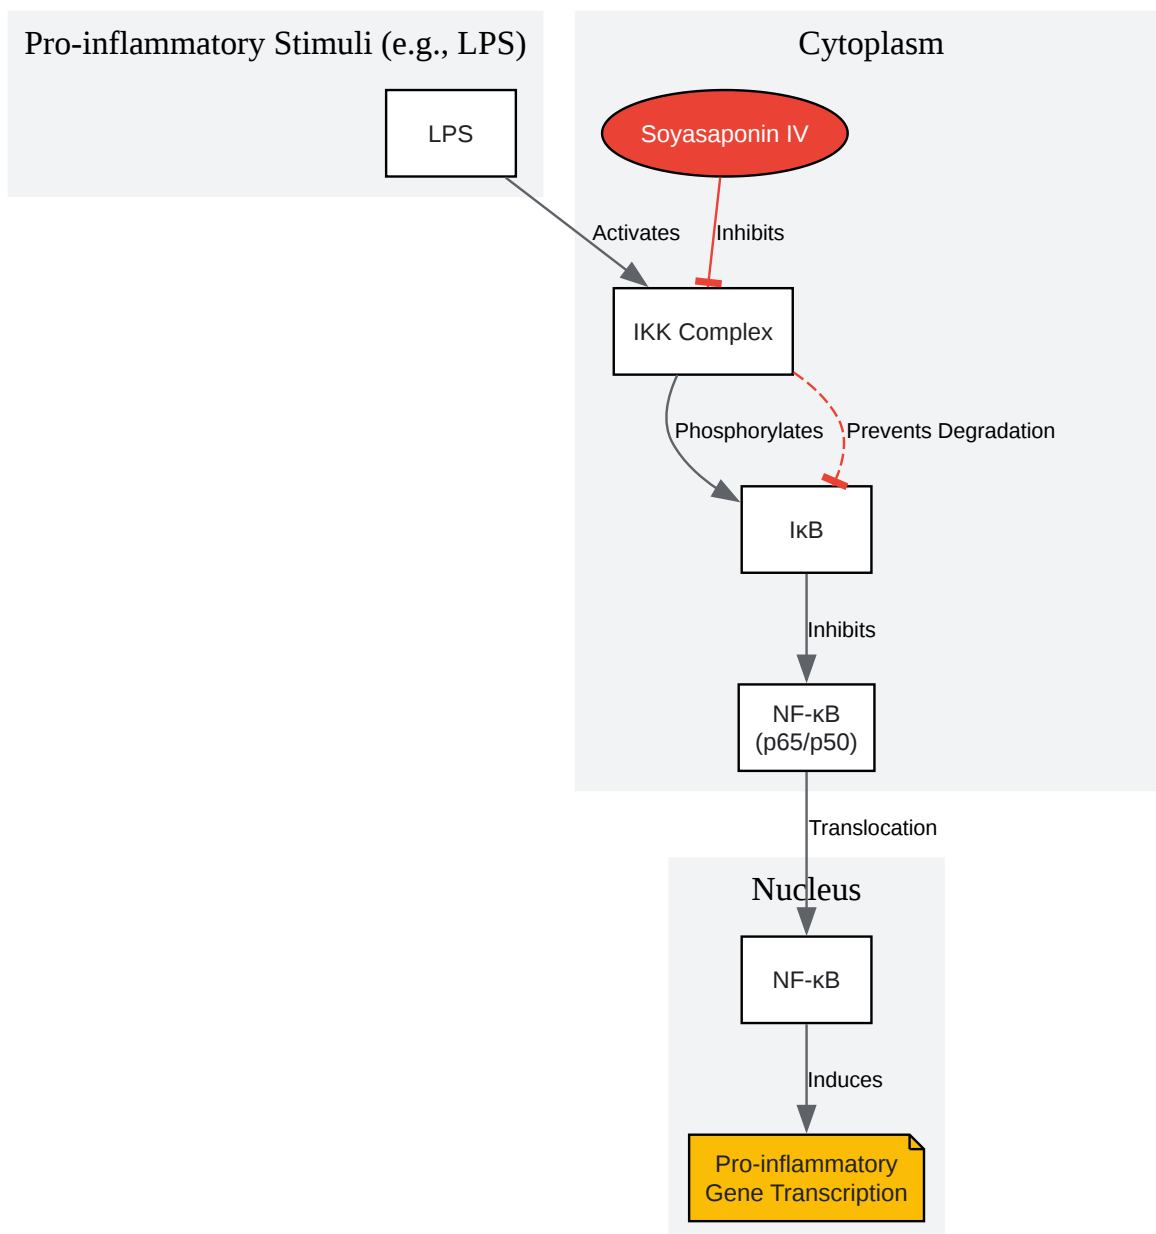 Pro-inflammatory Stimuli (e.g., LPS)
Cytoplasm
LPS
Soyasaponin IV
Activates
Inhibits
IKK Complex
Phosphorylates
Prevents Degradation
IκB
Inhibits
NF-κB
(p65/p50)
Translocation
Nucleus
NF-κB
Induces
Pro-inflammatory
Gene Transcription